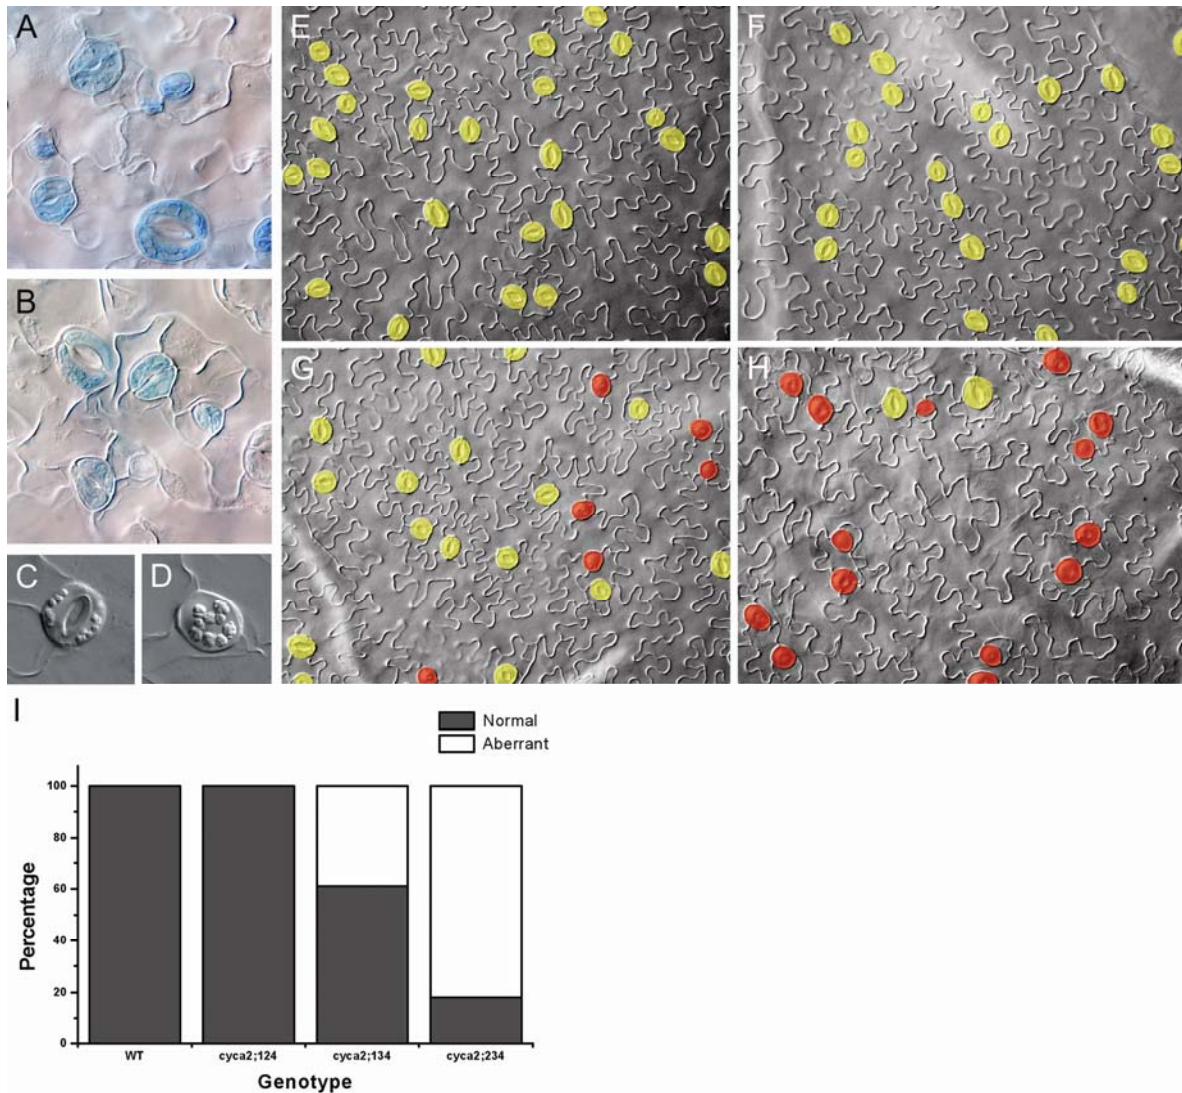 A
B
C
D
E
F
G
H
I
Normal
Aberrant
100
80
60
40
20
0
Percentage
WT
cyca2;124
cyca2;134
cyca2;234
Genotype